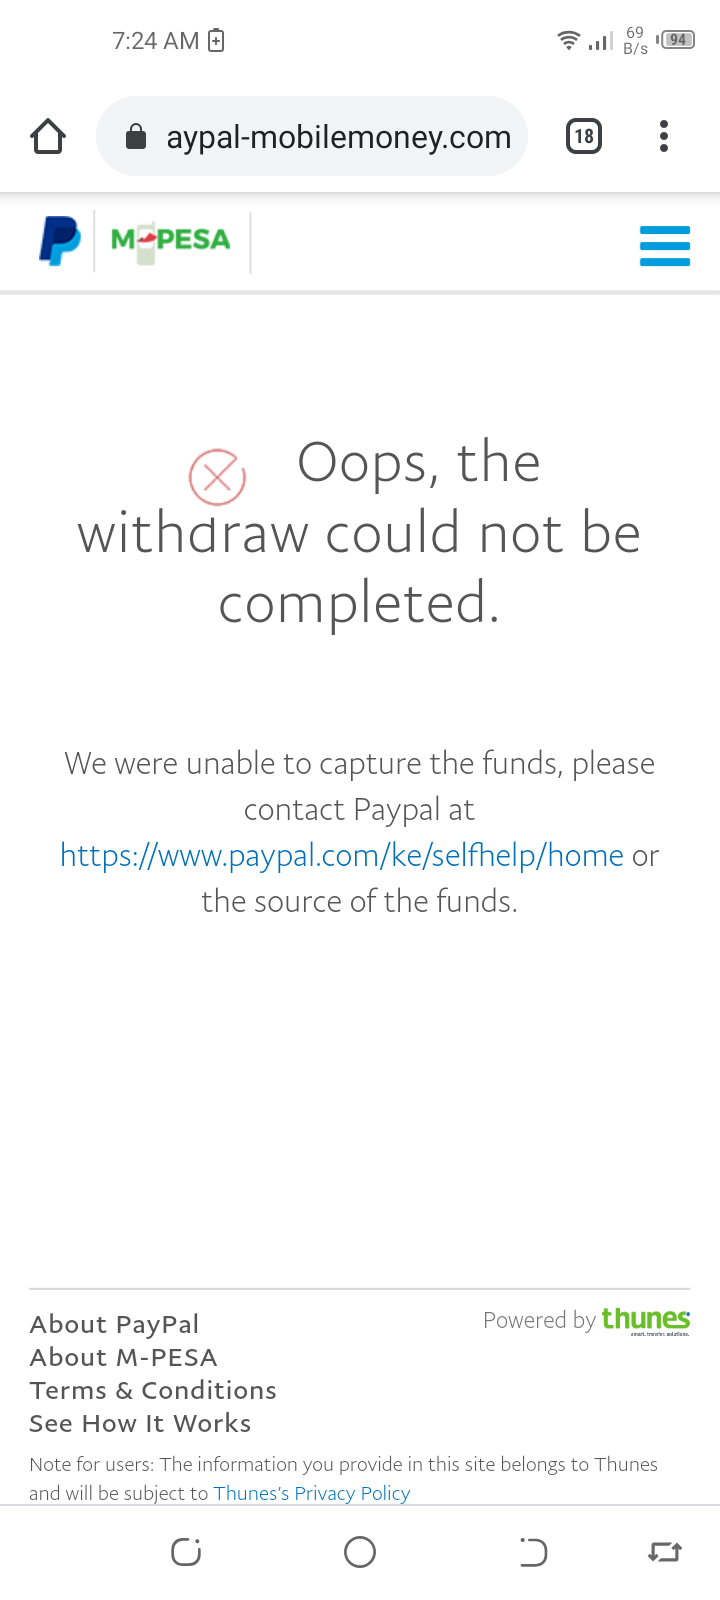 7:24 AM
69
B/s
94
aypal-mobilemoney.com
18
M-PESA
Oops, the
withdraw could not be
completed.
We were unable to capture the funds, please
contact Paypal at
https://www.paypal.com/ke/selfhelp/home or
the source of the funds.
About PayPal
Powered by thunes
smart. transfer. solutions.
About M-PESA
Terms & Conditions
See How It Works
Note for users: The information you provide in this site belongs to Thunes
and will be subject to Thunes's Privacy Policy